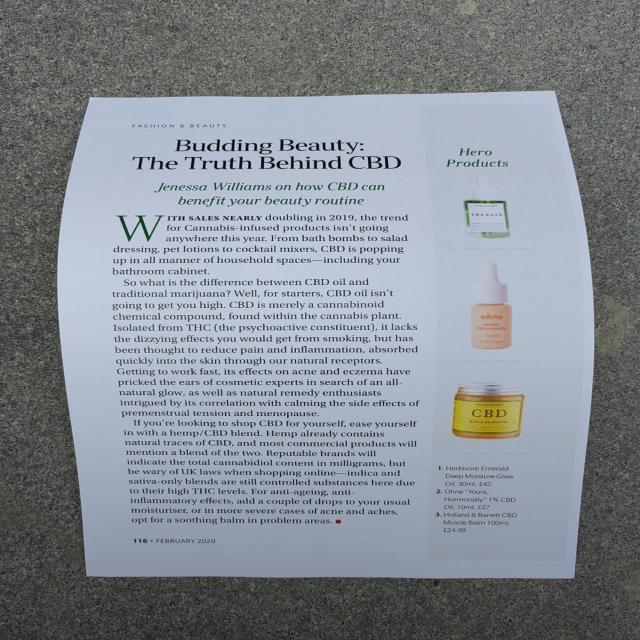 FASHION & BEAUTY
Budding Beauty:
The Truth Behind CBD
Jenessa Williams on how CBD can
benefit your beauty routine
WITH SALES NEARLY doubling in 2019, the trend
for Cannabis-infused products isn't going
anywhere this year. From bath bombs to salad
dressing, pet lotions to cocktail mixers, CBD is popping
up in all manner of household spaces—including your
bathroom cabinet.
So what is the difference between CBD oil and
traditional marijuana? Well, for starters, CBD oil isn't
going to get you high. CBD is merely a cannabinoid
chemical compound, found within the cannabis plant.
Isolated from THC (the psychoactive constituent), it lacks
the dizzying effects you would get from smoking, but has
been thought to reduce pain and inflammation, absorbed
quickly into the skin through our natural receptors.
Getting to work fast, its effects on acne and eczema have
pricked the ears of cosmetic experts in search of an all-
natural glow, as well as natural remedy enthusiasts
intrigued by its correlation with calming the side effects of
premenstrual tension and menopause.
If you're looking to shop CBD for yourself, ease yourself
in with a hemp/CBD blend. Hemp already contains
natural traces of CBD, and most commercial products will
mention a blend of the two. Reputable brands will
indicate the total cannabidiol content in milligrams, but
be wary of UK laws when shopping online—indica and
sativa-only blends are still controlled substances here due
to their high THC levels. For anti-ageing, anti-
inflammatory effects, add a couple of drops to your usual
moisturiser, or in more severe cases of acne and aches,
opt for a soothing balm in problem areas.
116 • FEBRUARY 2020
Hero
Products
EMERALD
ohne
CBD
1. Herbivore Emerald
Deep Moisture Glow
Oil, 30ml, £42
2. Ohne "Yours,
Hormonally" 1% CBD
Oil, 10ml, £27
3. Holland & Barrett CBD
Muscle Balm 100ml,
£24.99